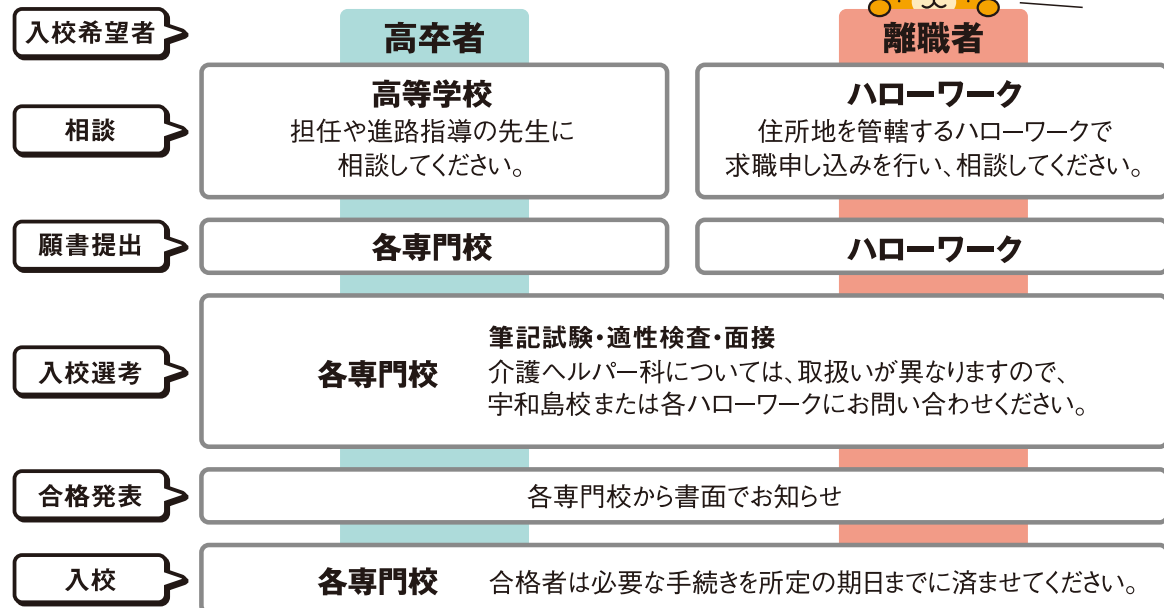 入校希望者
高卒者
離職者
相談
高等学校
担任や進路指導の先生に
相談してください。
ハローワーク
住所地を管轄するハローワークで
求職申し込みを行い、相談してください。
願書提出
各専門校
ハローワーク
入校選考
各専門校
筆記試験・適性検査・面接
介護ヘルパー科については、取扱いが異なりますので、
宇和島校または各ハローワークにお問い合わせください。
合格発表
各専門校から書面でお知らせ
入校
各専門校
合格者は必要な手続きを所定の期日までに済ませてください。